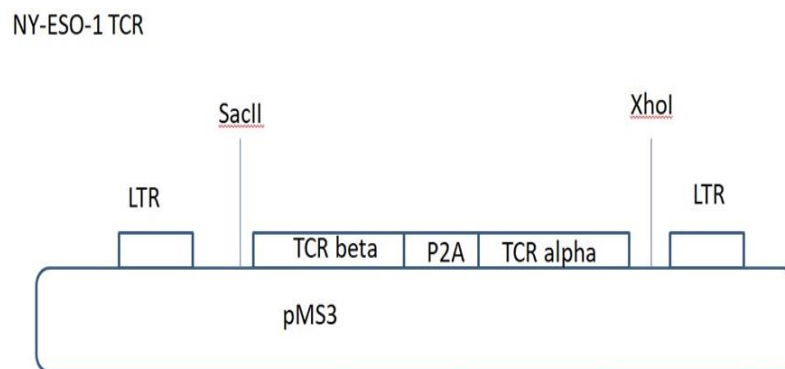 NY-ESO-1 TCR
SacII
XhoI
LTR
LTR
TCR beta
P2A
TCR alpha
pMS3